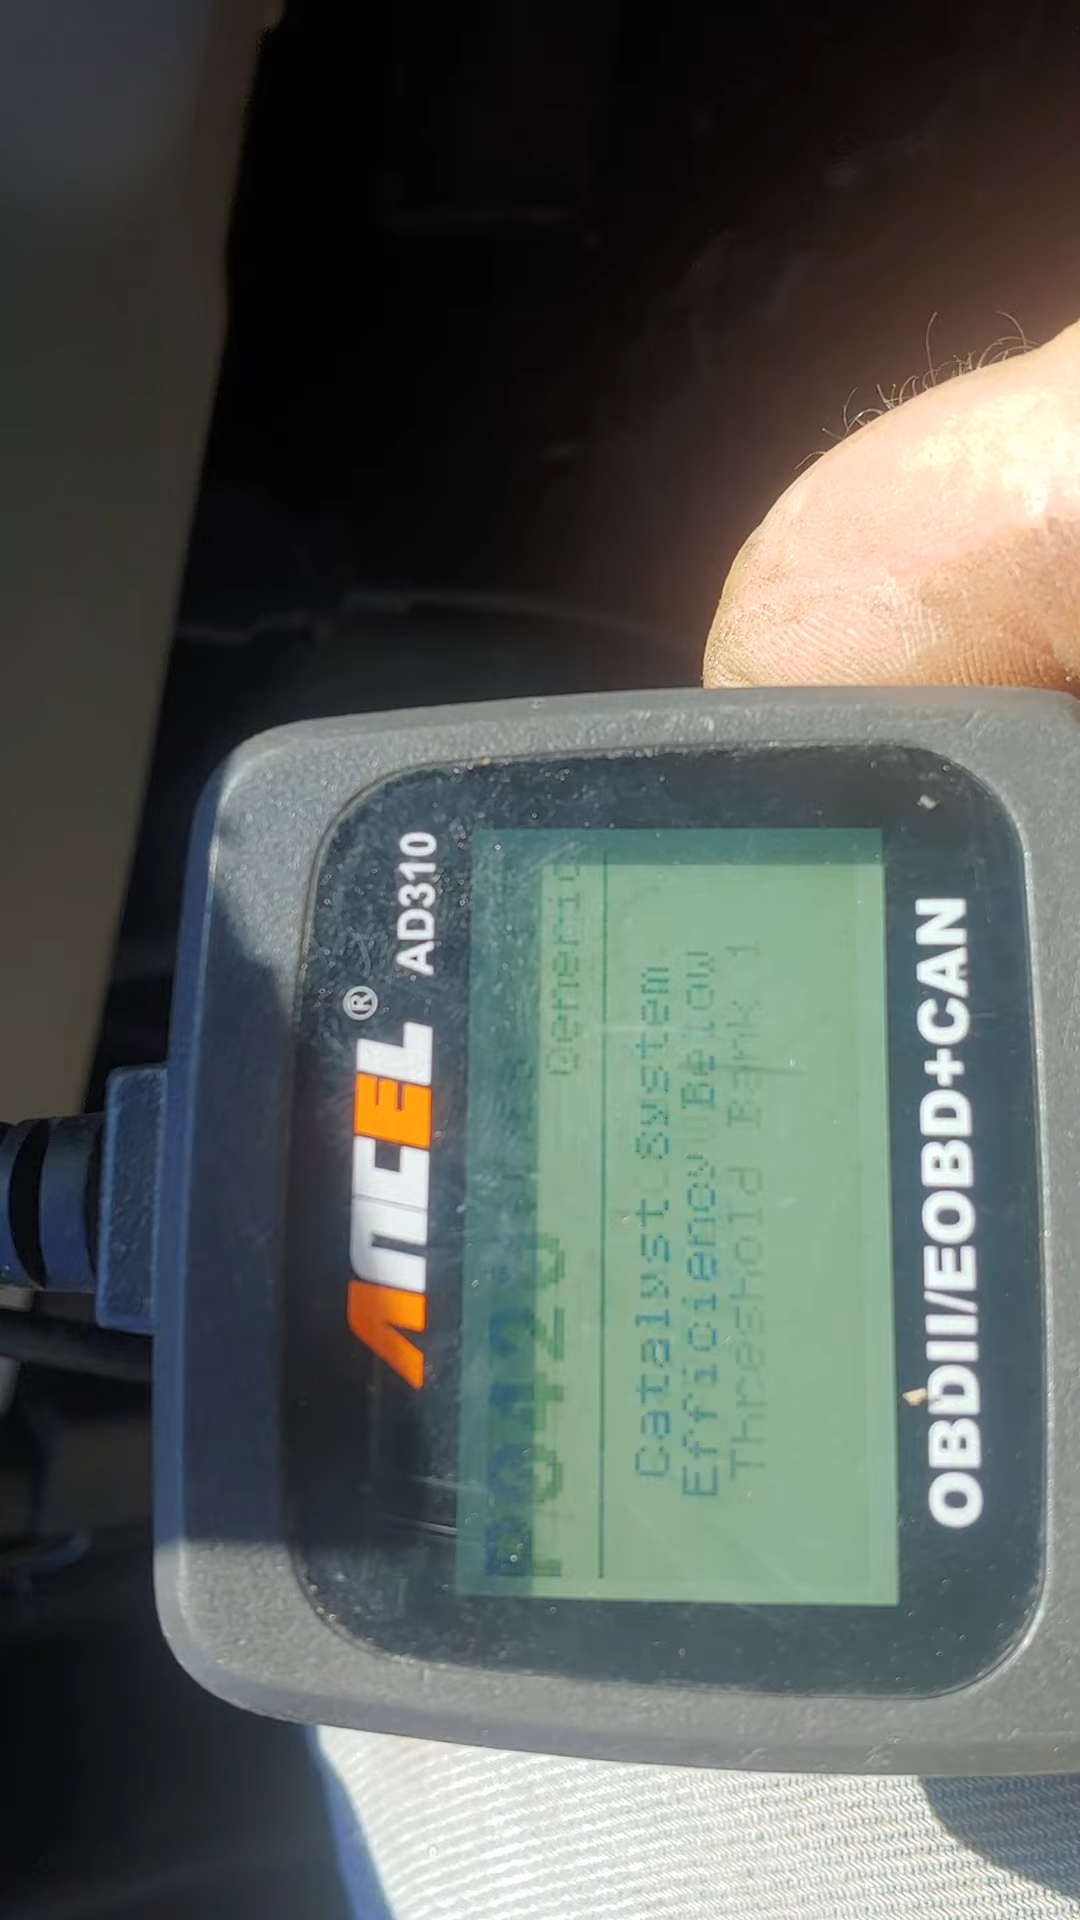 ANCEL® AD310
P0420
Generic
Catalyst System
Efficiency Below
Threshold Bank 1
OBDII/EOBD+CAN